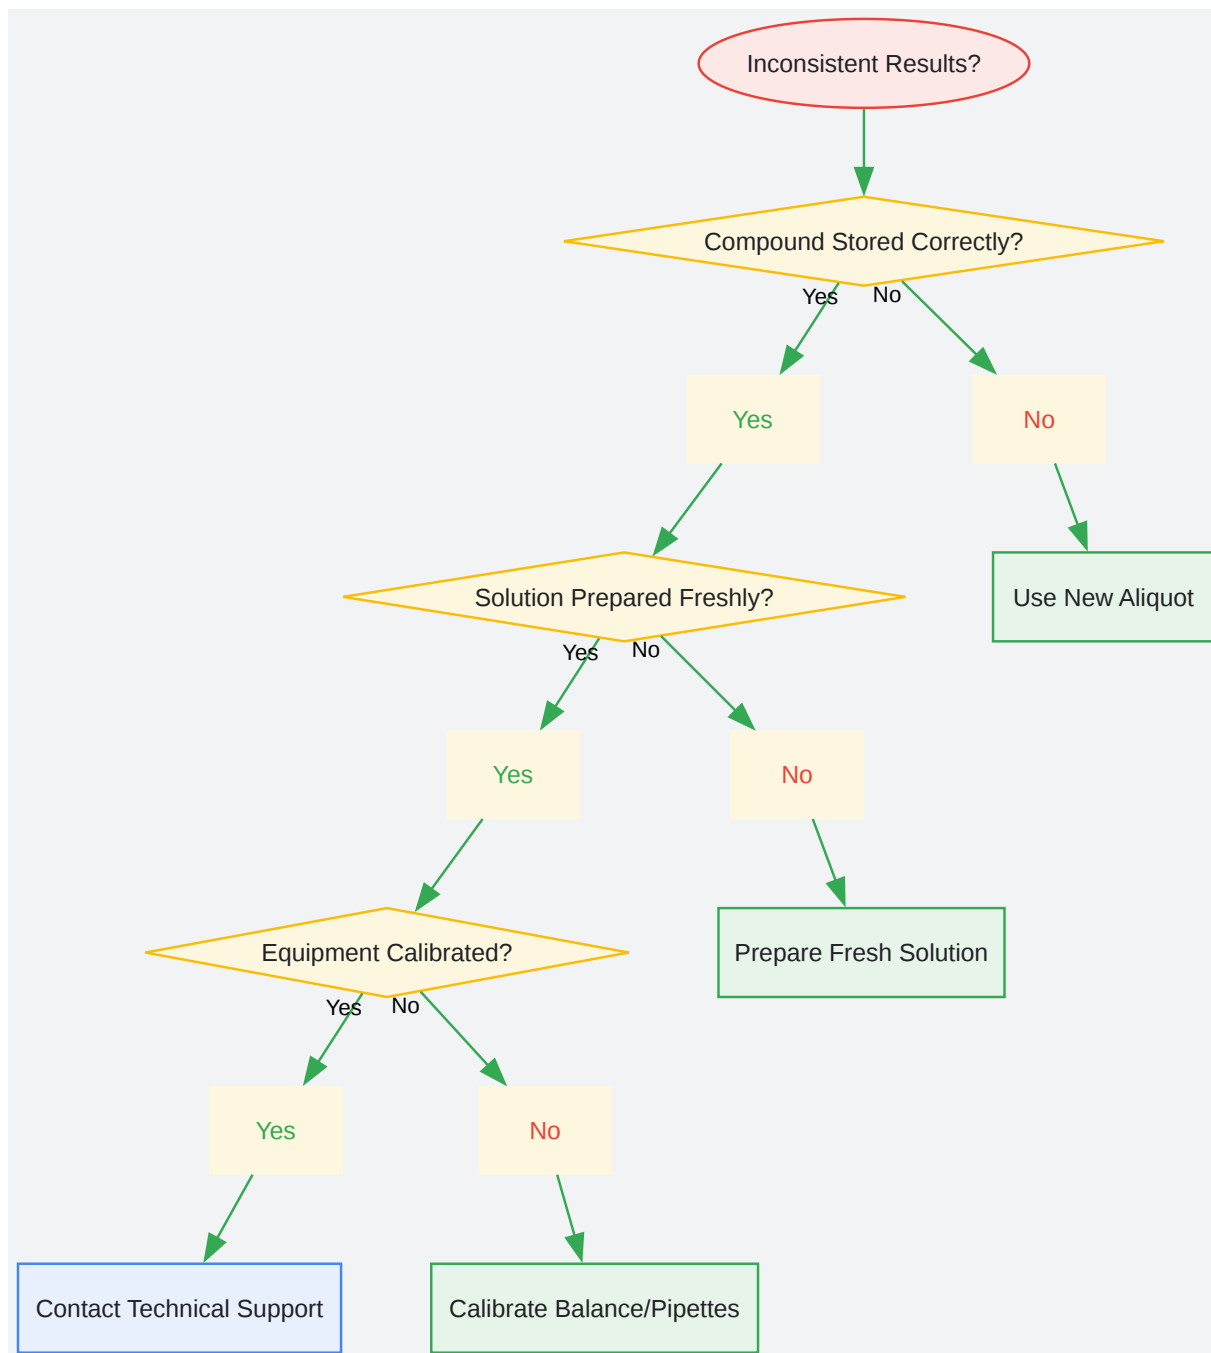 Inconsistent Results?
Compound Stored Correctly?
Yes
No
Yes
No
Solution Prepared Freshly?
Use New Aliquot
Yes
No
Yes
No
Equipment Calibrated?
Prepare Fresh Solution
Yes
No
Yes
No
Contact Technical Support
Calibrate Balance/Pipettes